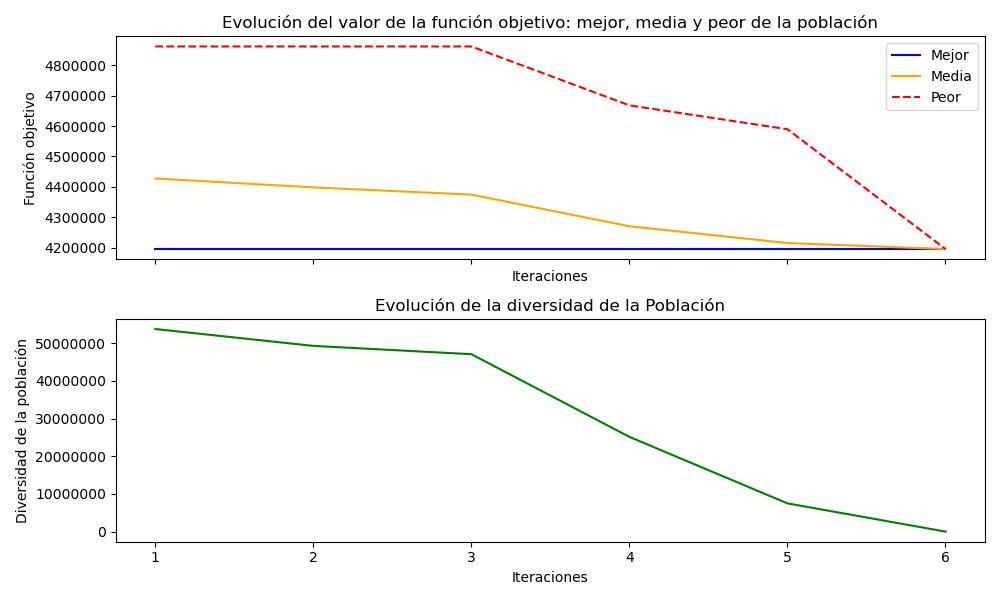 Evolución del valor de la función objetivo: mejor, media y peor de la población
Función objetivo
4800000
4700000
4600000
4500000
4400000
4300000
4200000
Mejor
Media
Peor
Iteraciones
Evolución de la diversidad de la Población
Diversidad de la población
50000000
40000000
30000000
20000000
10000000
0
1 2 3 4 5 6
Iteraciones